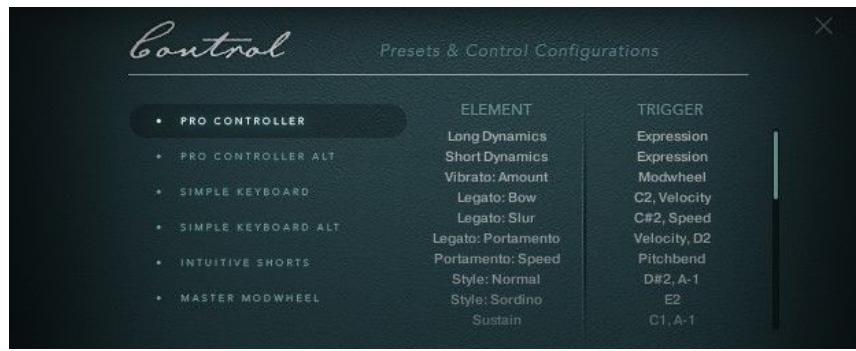 Control
Presets & Control Configurations
PRO CONTROLLER
PRO CONTROLLER ALT
SIMPLE KEYBOARD
SIMPLE KEYBOARD ALT
INTUITIVE SHORTS
MASTER MODWHEEL
ELEMENT TRIGGER
Long Dynamics Expression
Short Dynamics Expression
Vibrato: Amount Modwheel
Legato: Bow C2, Velocity
Legato: Slur C#2, Speed
Legato: Portamento Velocity, D2
Portamento: Speed Pitchbend
Style: Normal D#2, A-1
Style: Sordino E2
Sustain C1, A-1